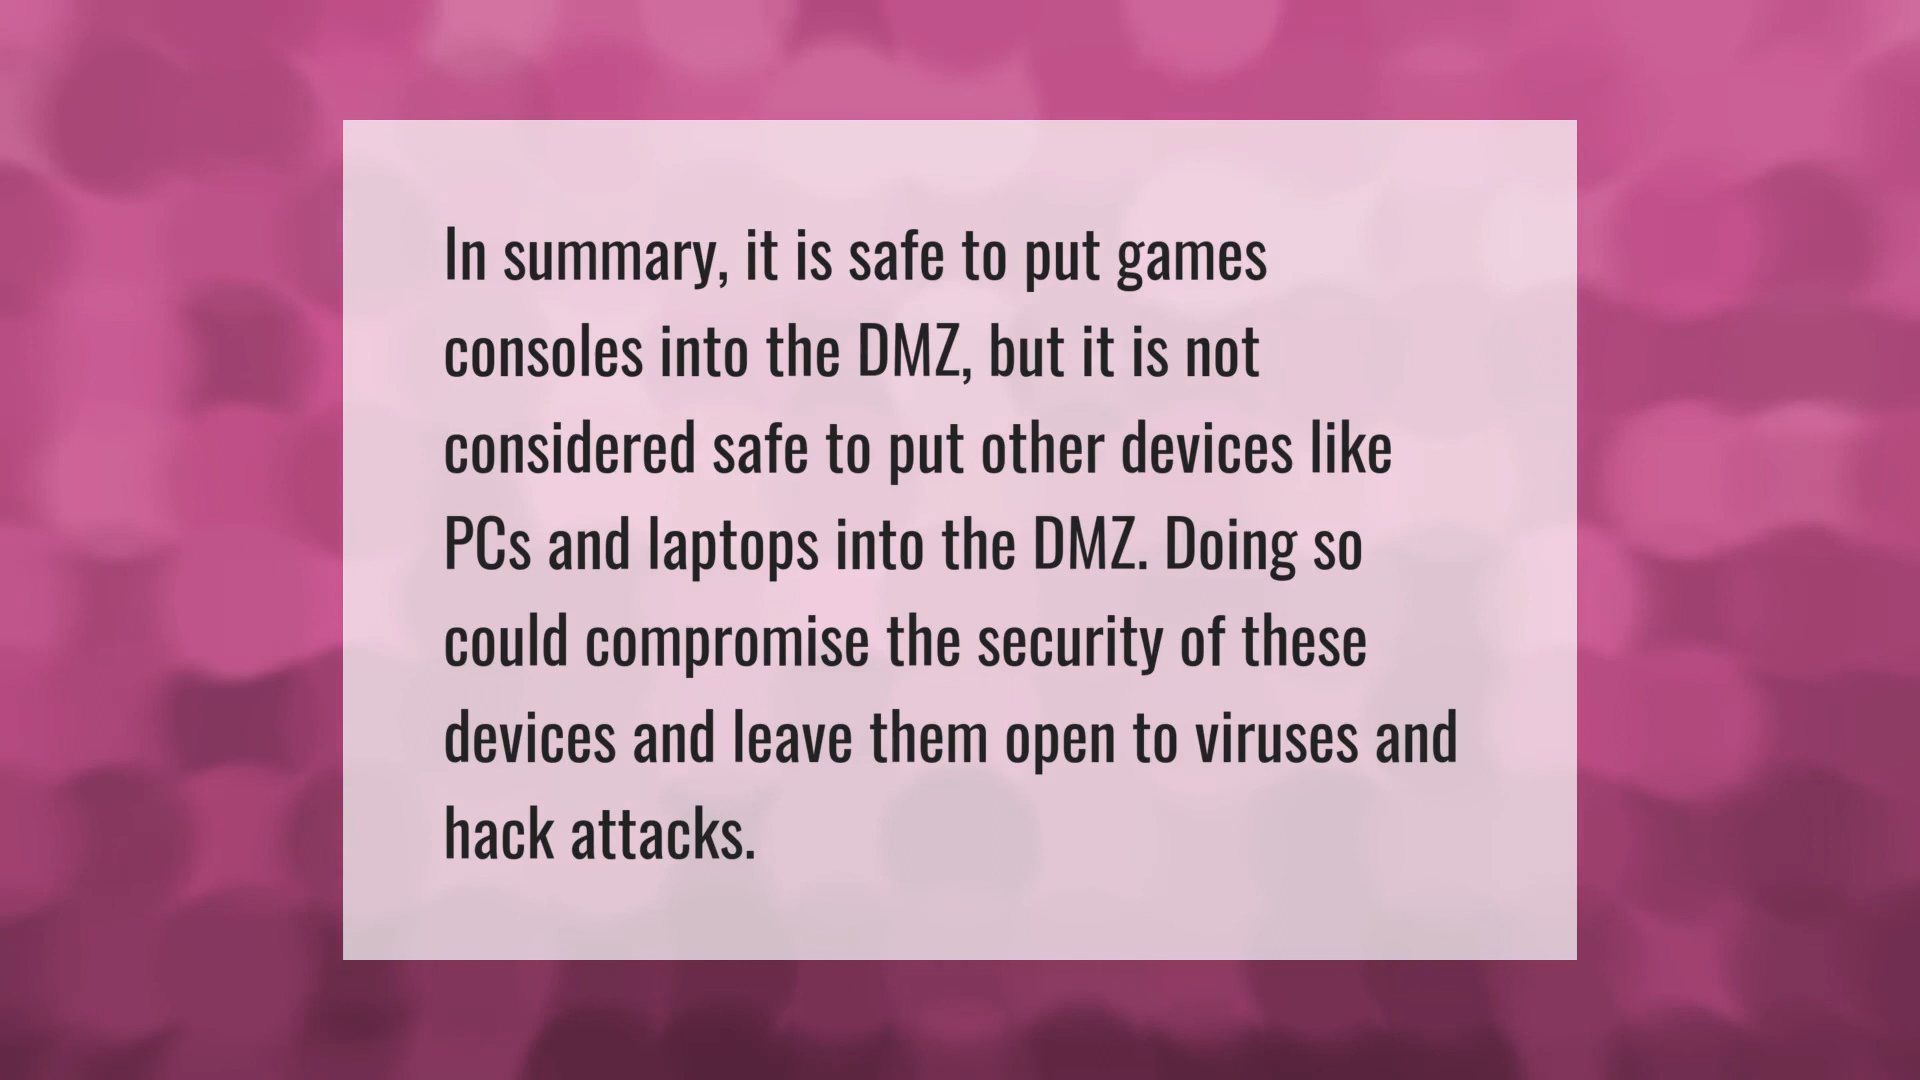 In summary, it is safe to put games
consoles into the DMZ, but it is not
considered safe to put other devices like
PCs and laptops into the DMZ. Doing so
could compromise the security of these
devices and leave them open to viruses and
hack attacks.